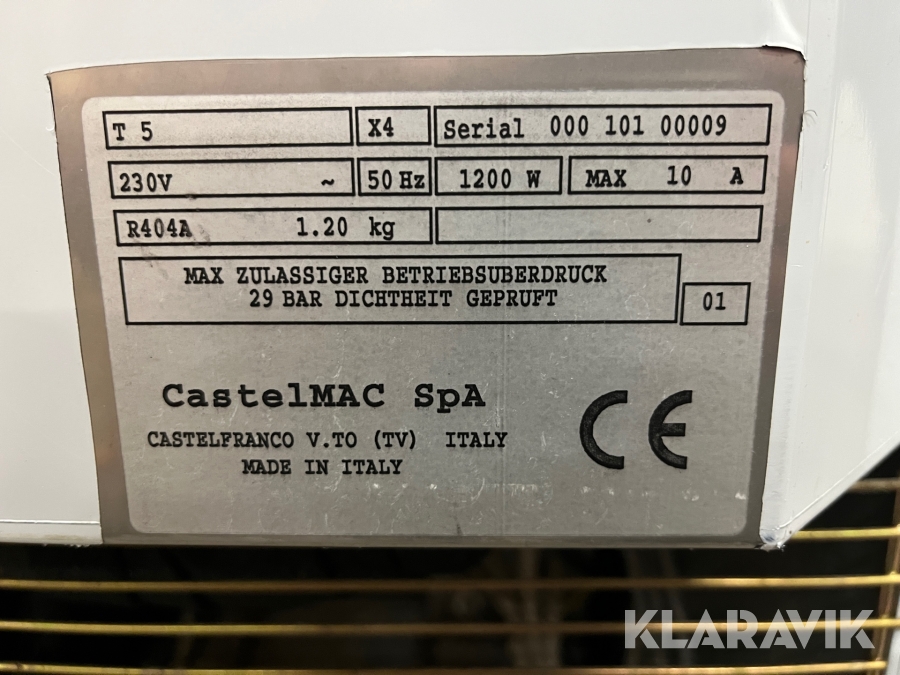 T 5 X4 Serial 000 101 00009
230V ~ 50 Hz 1200 W MAX 10 A
R404A 1.20 kg
MAX ZULASSIGER BETRIEBSUBERDRUCK
29 BAR DICHTHEIT GEPRUFT
01
CastelMAC SpA
CASTELFRANCO V.TO (TV) ITALY
MADE IN ITALY
CE
KLARAVIK